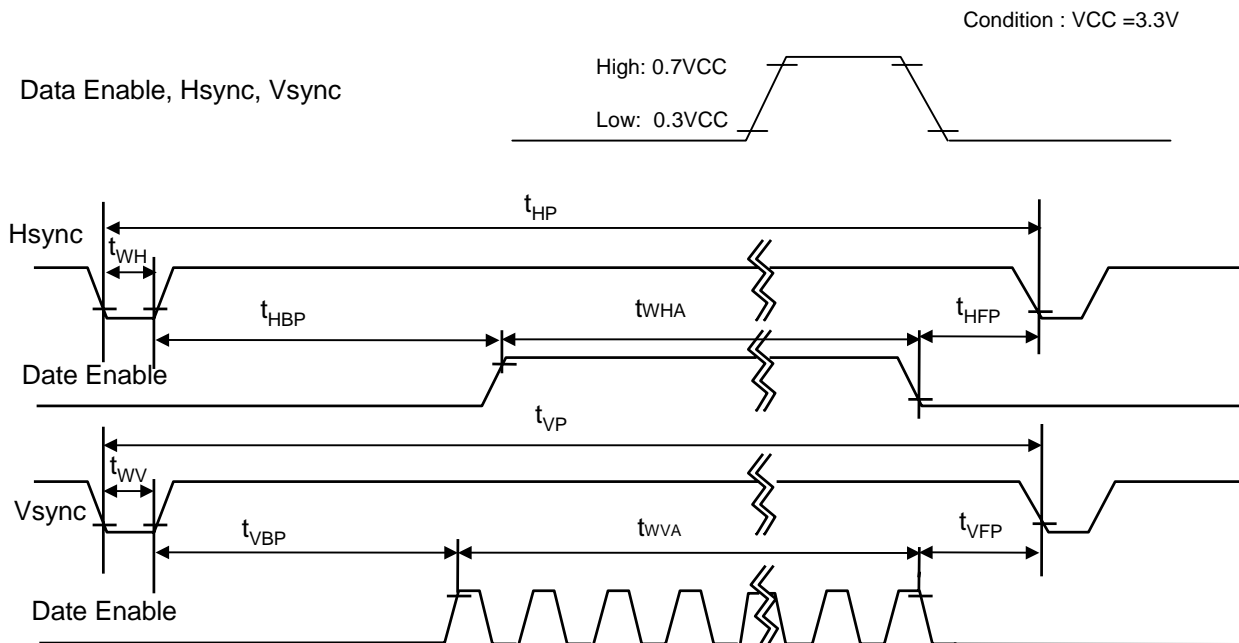 Condition : VCC =3.3V
High: 0.7VCC
Data Enable, Hsync, Vsync
Low: 0.3VCC
tHP
Hsync
tWH
tHBP
tWHA
tHFP
Date Enable
tVP
tWV
Vsync
tVBP
tWVA
tVFP
Date Enable